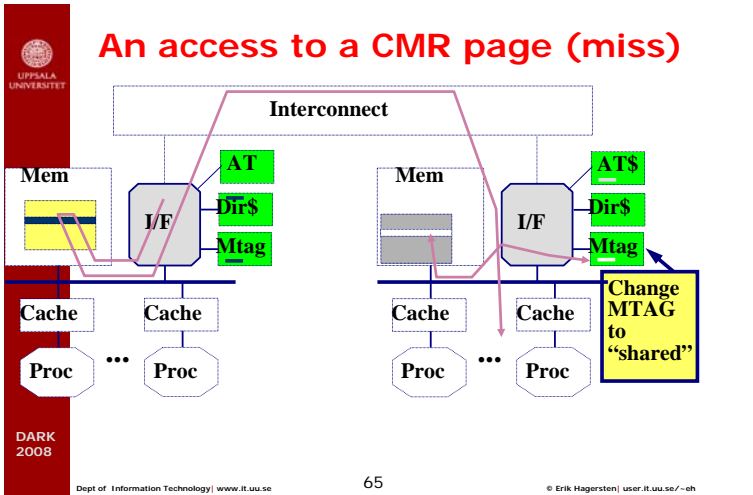 An access to a CMR page (miss)
UPPSALA
UNIVERSITET
Interconnect
Mem
AT
I/F
Dir$
Mtag
Mem
AT$
I/F
Dir$
Mtag
Change
MTAG
to
“shared”
Cache
Cache
Cache
Cache
Proc
...
Proc
Proc
...
Proc
DARK
2008
Dept of Information Technology| www.it.uu.se
65
© Erik Hagersten| user.it.uu.se/~eh